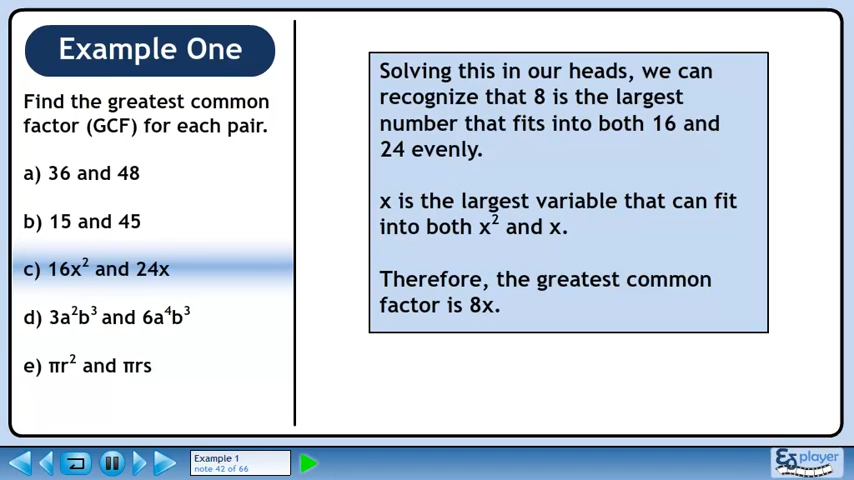 Example One
Find the greatest common
factor (GCF) for each pair.
a) 36 and 48
b) 15 and 45
c) 16x² and 24x
d) 3a²b³ and 6a⁴b³
e) πr² and πrs
Solving this in our heads, we can
recognize that 8 is the largest
number that fits into both 16 and
24 evenly.
x is the largest variable that can fit
into both x² and x.
Therefore, the greatest common
factor is 8x.
Example 1
note 42 of 66
player